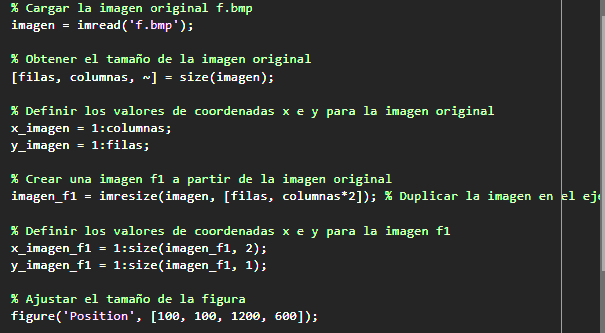 % Cargar la imagen original f.bmp
imagen = imread('f.bmp');
% Obtener el tamaño de la imagen original
[filas, columnas, ~] = size(imagen);
% Definir los valores de coordenadas x e y para la imagen original
x_imagen = 1:columnas;
y_imagen = 1:filas;
% Crear una imagen f1 a partir de la imagen original
imagen_f1 = imresize(imagen, [filas, columnas*2]); % Duplicar la imagen en el eje
% Definir los valores de coordenadas x e y para la imagen f1
x_imagen_f1 = 1:size(imagen_f1, 2);
y_imagen_f1 = 1:size(imagen_f1, 1);
% Ajustar el tamaño de la figura
figure('Position', [100, 100, 1200, 600]);